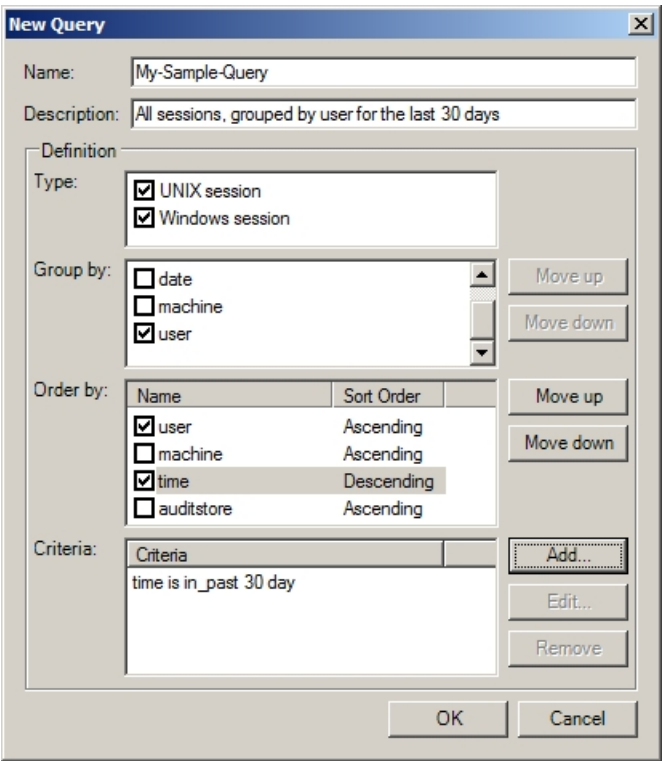 New Query
Name: My-Sample-Query
Description: All sessions, grouped by user for the last 30 days
Definition
Type:
UNIX session
Windows session
Group by:
date
machine
user
Move up
Move down
Order by:
Name Sort Order
user Ascending
machine Ascending
time Descending
auditstore Ascending
Move up
Move down
Criteria:
Criteria
time is in_past 30 day
Add...
Edit...
Remove
OK Cancel